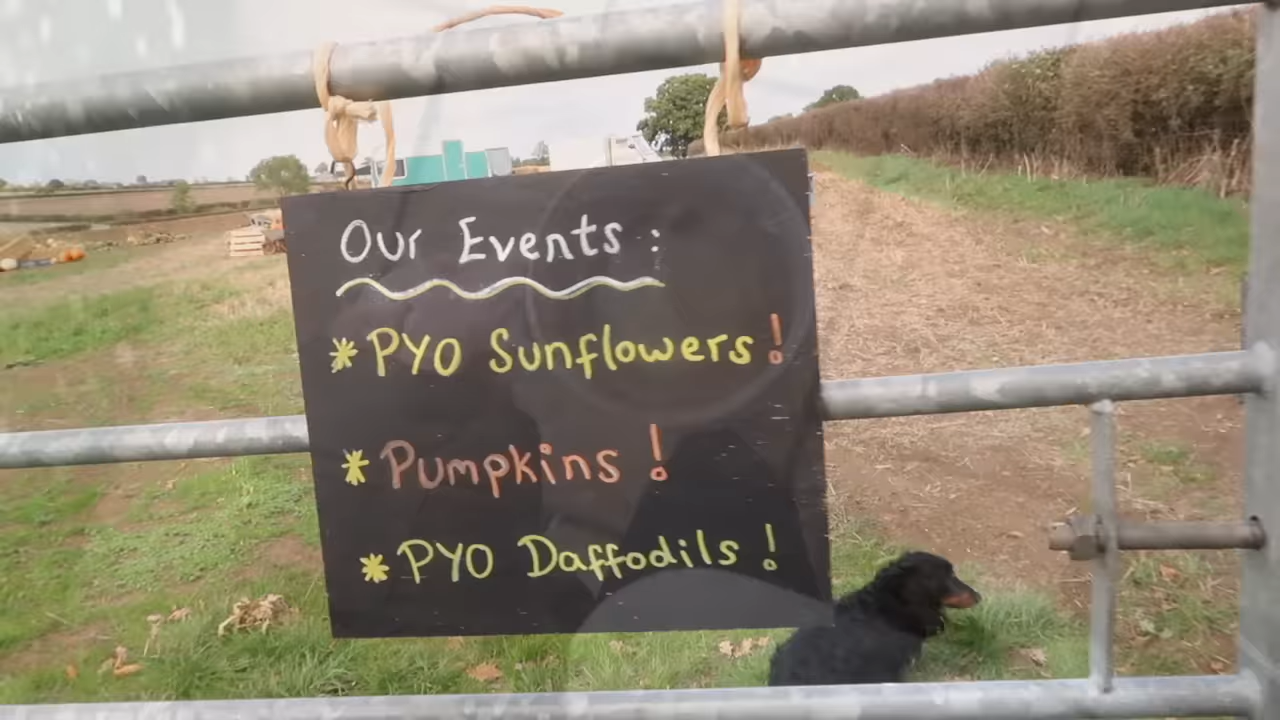 Our Events :
* PYO Sunflowers !
* Pumpkins !
* PYO Daffodils !